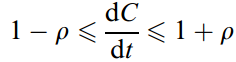 1 − ρ ⩽ dC/dt ⩽ 1 + ρ